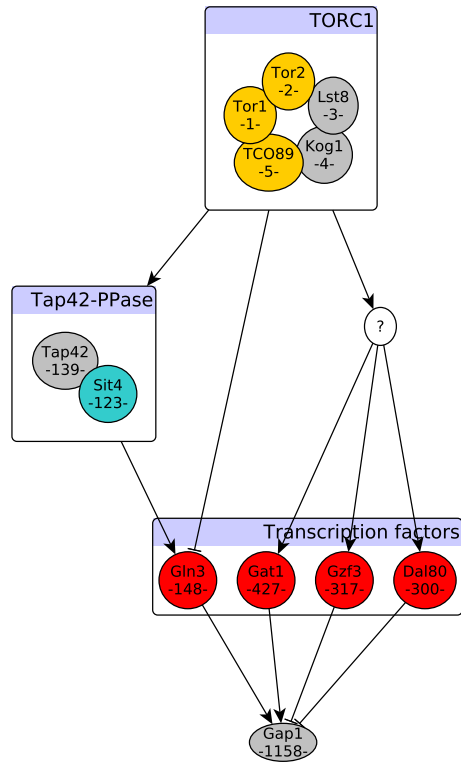 TORC1
Tor2
-2-
Lst8
-3-
Tor1
-1-
Kog1
-4-
TCO89
-5-
Tap42-PPase
?
Tap42
-139-
Sit4
-123-
Transcription factors
Gln3
-148-
Gat1
-427-
Gzf3
-317-
Dal80
-300-
Gap1
-1158-